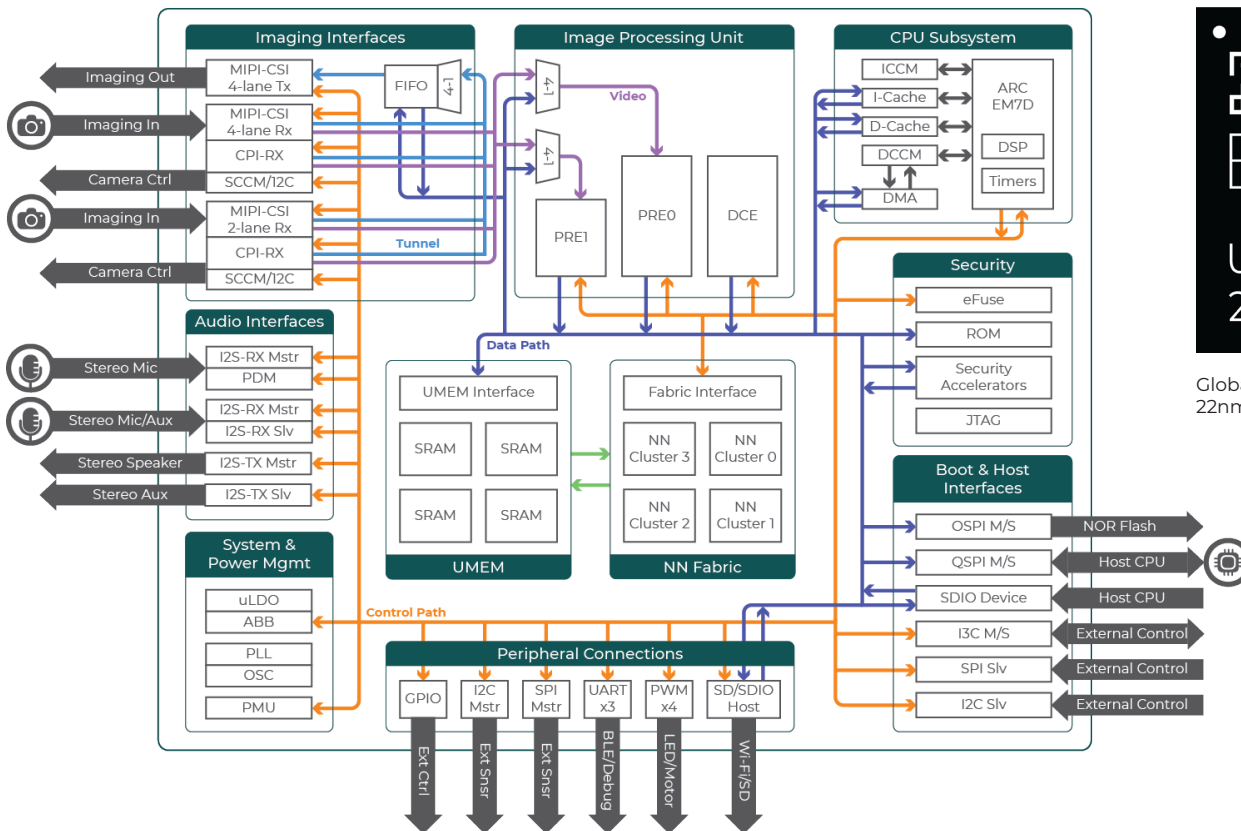 Imaging Interfaces
Imaging Out
MIPI-CSI
4-lane Tx
FIFO
4-1
Imaging In
MIPI-CSI
4-lane Rx
CPI-RX
Camera Ctrl
SCCM/12C
Imaging In
MIPI-CSI
2-lane Rx
Tunnel
CPI-RX
Camera Ctrl
SCCM/12C
Image Processing Unit
4-1
Video
4-1
PRE1
PRE0
DCE
CPU Subsystem
ICCM
I-Cache
D-Cache
DCCM
DMA
ARC
EM7D
DSP
Timers
Security
eFuse
ROM
Security
Accelerators
JTAG
Globa
22nm
Audio Interfaces
Stereo Mic
I2S-RX Mstr
PDM
Stereo Mic/Aux
I2S-RX Mstr
I2S-RX Slv
Stereo Speaker
I2S-TX Mstr
Stereo Aux
I2S-TX Slv
Data Path
UMEM Interface
SRAM
SRAM
SRAM
SRAM
UMEM
Fabric Interface
NN
Cluster 3
NN
Cluster 0
NN
Cluster 2
NN
Cluster 1
NN Fabric
Boot & Host
Interfaces
OSPI M/S
NOR Flash
QSPI M/S
Host CPU
SDIO Device
Host CPU
I3C M/S
External Control
SPI Slv
External Control
I2C Slv
External Control
System &
Power Mgmt
uLDO
ABB
PLL
OSC
PMU
Control Path
Peripheral Connections
GPIO
I2C
Mstr
SPI
Mstr
UART
x3
PWM
x4
SD/SDIO
Host
Ext Ctrl
Ext Snsr
Ext Snsr
BLE/Debug
LED/Motor
Wi-Fi/SD